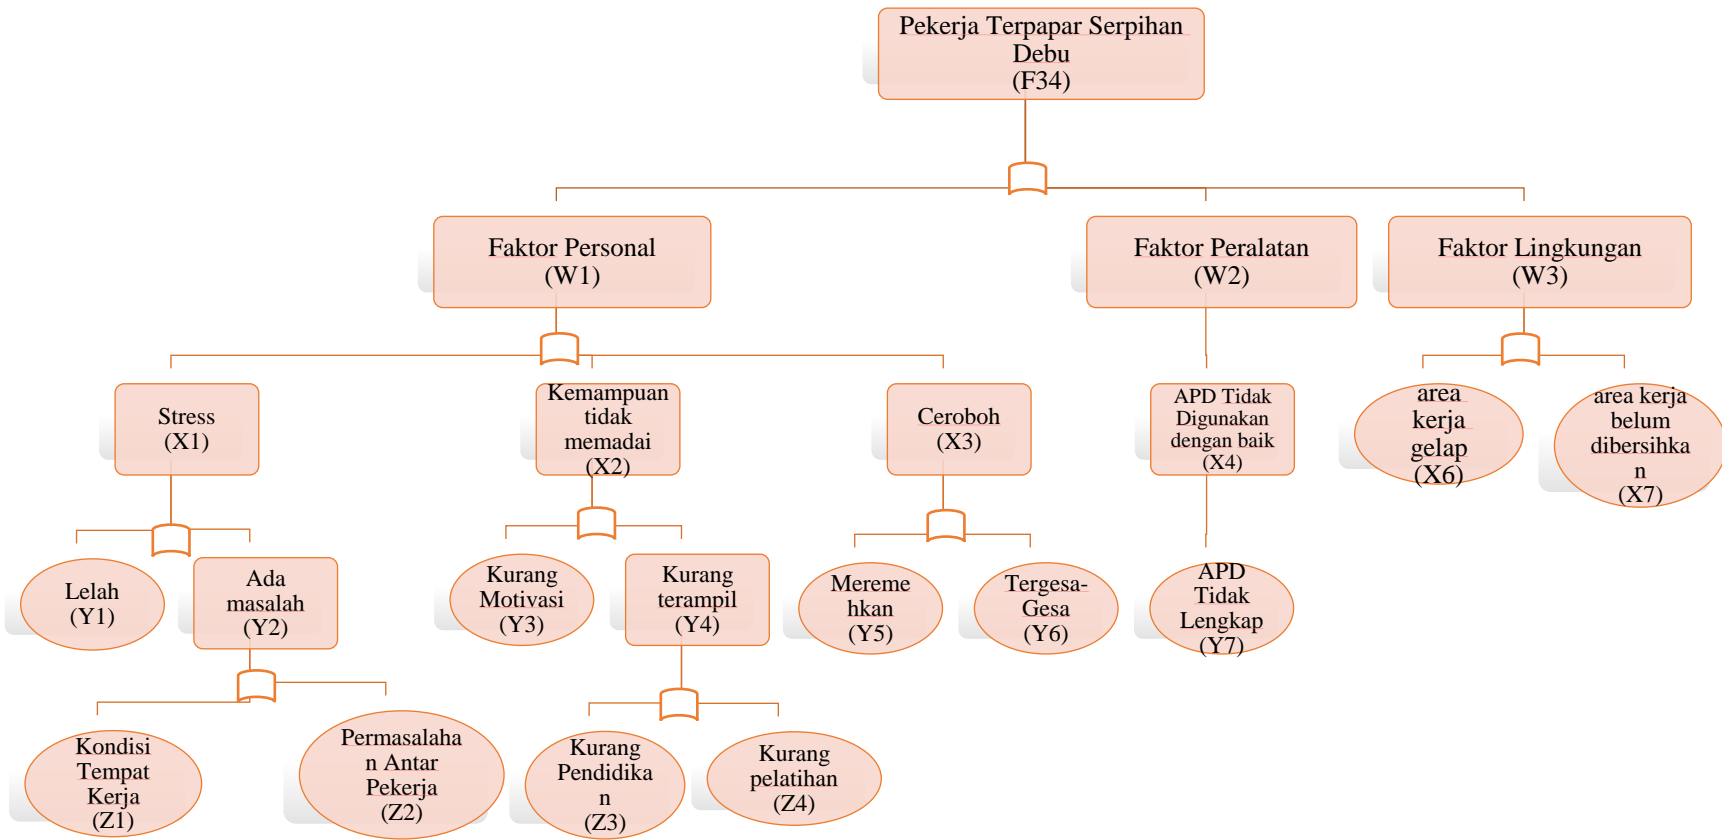 Pekerja Terpapar Serpihan
Debu
(F34)
Faktor Personal
(W1)
Faktor Peralatan
(W2)
Faktor Lingkungan
(W3)
Stress
(X1)
Kemampuan
tidak
memadai
(X2)
Ceroboh
(X3)
APD Tidak
Digunakan
dengan baik
(X4)
area
kerja
gelap
(X6)
area kerja
belum
dibersihka
n
(X7)
Lelah
(Y1)
Ada
masalah
(Y2)
Kurang
Motivasi
(Y3)
Kurang
terampil
(Y4)
Mereme
hkan
(Y5)
Tergesa-
Gesa
(Y6)
APD
Tidak
Lengkap
(Y7)
Kondisi
Tempat
Kerja
(Z1)
Permasalaha
n Antar
Pekerja
(Z2)
Kurang
Pendidika
n
(Z3)
Kurang
pelatihan
(Z4)